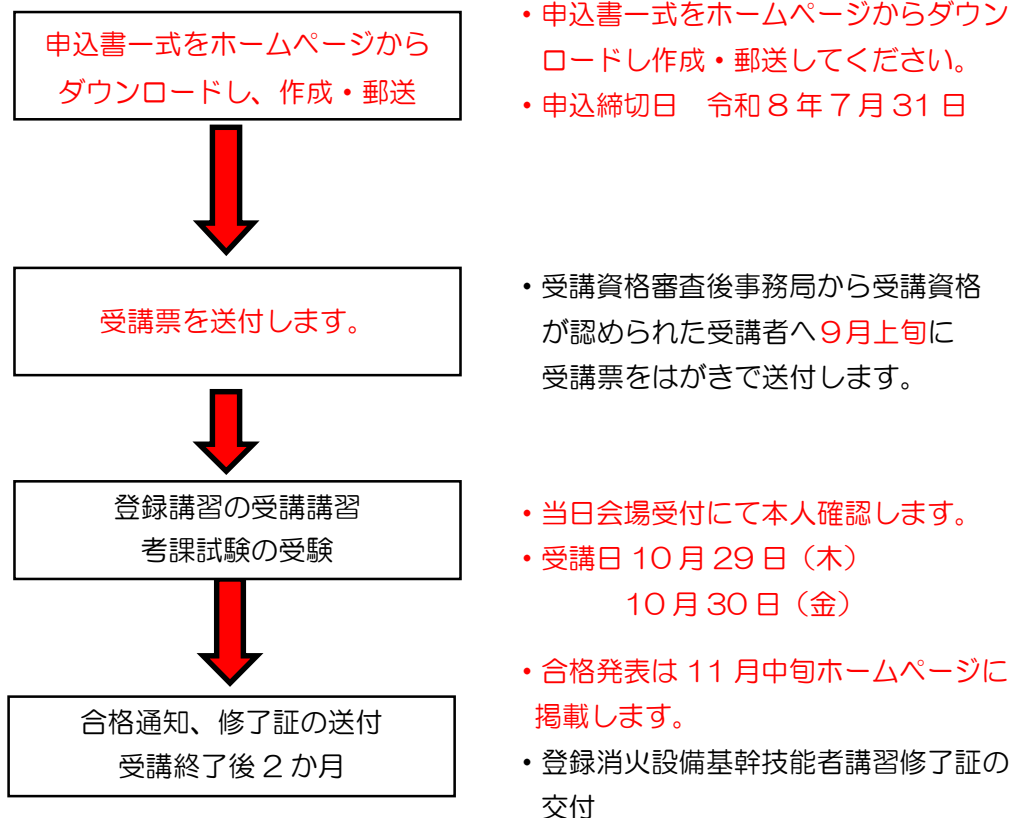 申込書一式をホームページから
ダウンロードし、作成・郵送
・申込書一式をホームページからダウン
ロードし作成・郵送してください。
・申込締切日　令和８年７月31日
受講票を送付します。
・受講資格審査後事務局から受講資格
が認められた受講者へ９月上旬に
受講票をはがきで送付します。
登録講習の受講講習
考課試験の受験
・当日会場受付にて本人確認します。
・受講日 10 月 29 日（木）
10 月 30 日（金）
合格通知、修了証の送付
受講終了後 2 か月
・合格発表は 11 月中旬ホームページに
掲載します。
・登録消火設備基幹技能者講習修了証の
交付